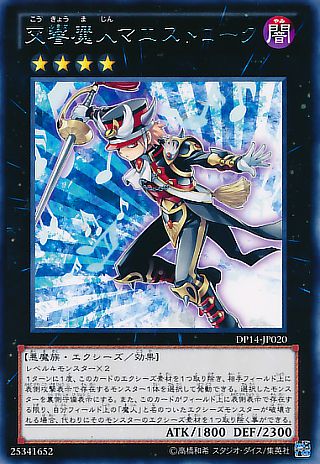 こうきょうまじん
交響魔人マエストローク
やみ
闇
DP14-JP020
【悪魔族・エクシーズ/効果】
レベル4モンスター×2
1ターンに1度、このカードのエクシーズ素材を1つ取り除き、相手フィールド上に
表側攻撃表示で存在するモンスター1体を選択して発動できる。選択したモンスター
を裏側守備表示にする。また、このカードがフィールド上に表側表示で存在す
る限り、自分フィールド上の「魔人」と名のついたエクシーズモンスターが破壊さ
れる場合、代わりにそのモンスターのエクシーズ素材を1つ取り除く事ができる。
ATK/1800 DEF/2300
25341652
©高橋和希 スタジオ・ダイス/集英社